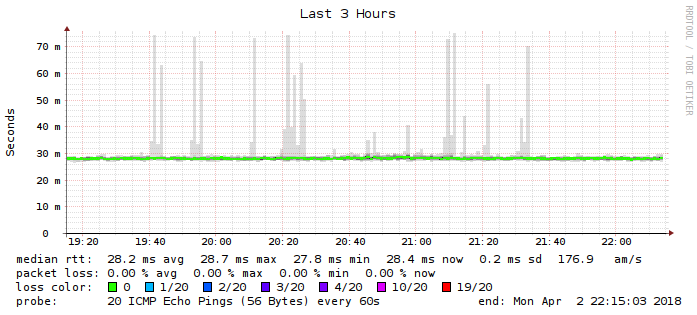 Last 3 Hours
RRDTOOL / TOBI OETIKER
Seconds
70 m
60 m
50 m
40 m
30 m
20 m
10 m
0
19:20 19:40 20:00 20:20 20:40 21:00 21:20 21:40 22:00
median rtt: 28.2 ms avg 28.7 ms max 27.8 ms min 28.4 ms now 0.2 ms sd 176.9 am/s
packet loss: 0.00 % avg 0.00 % max 0.00 % min 0.00 % now
loss color: 0 1/20 2/20 3/20 4/20 10/20 19/20
probe: 20 ICMP Echo Pings (56 Bytes) every 60s end: Mon Apr 2 22:15:03 2018